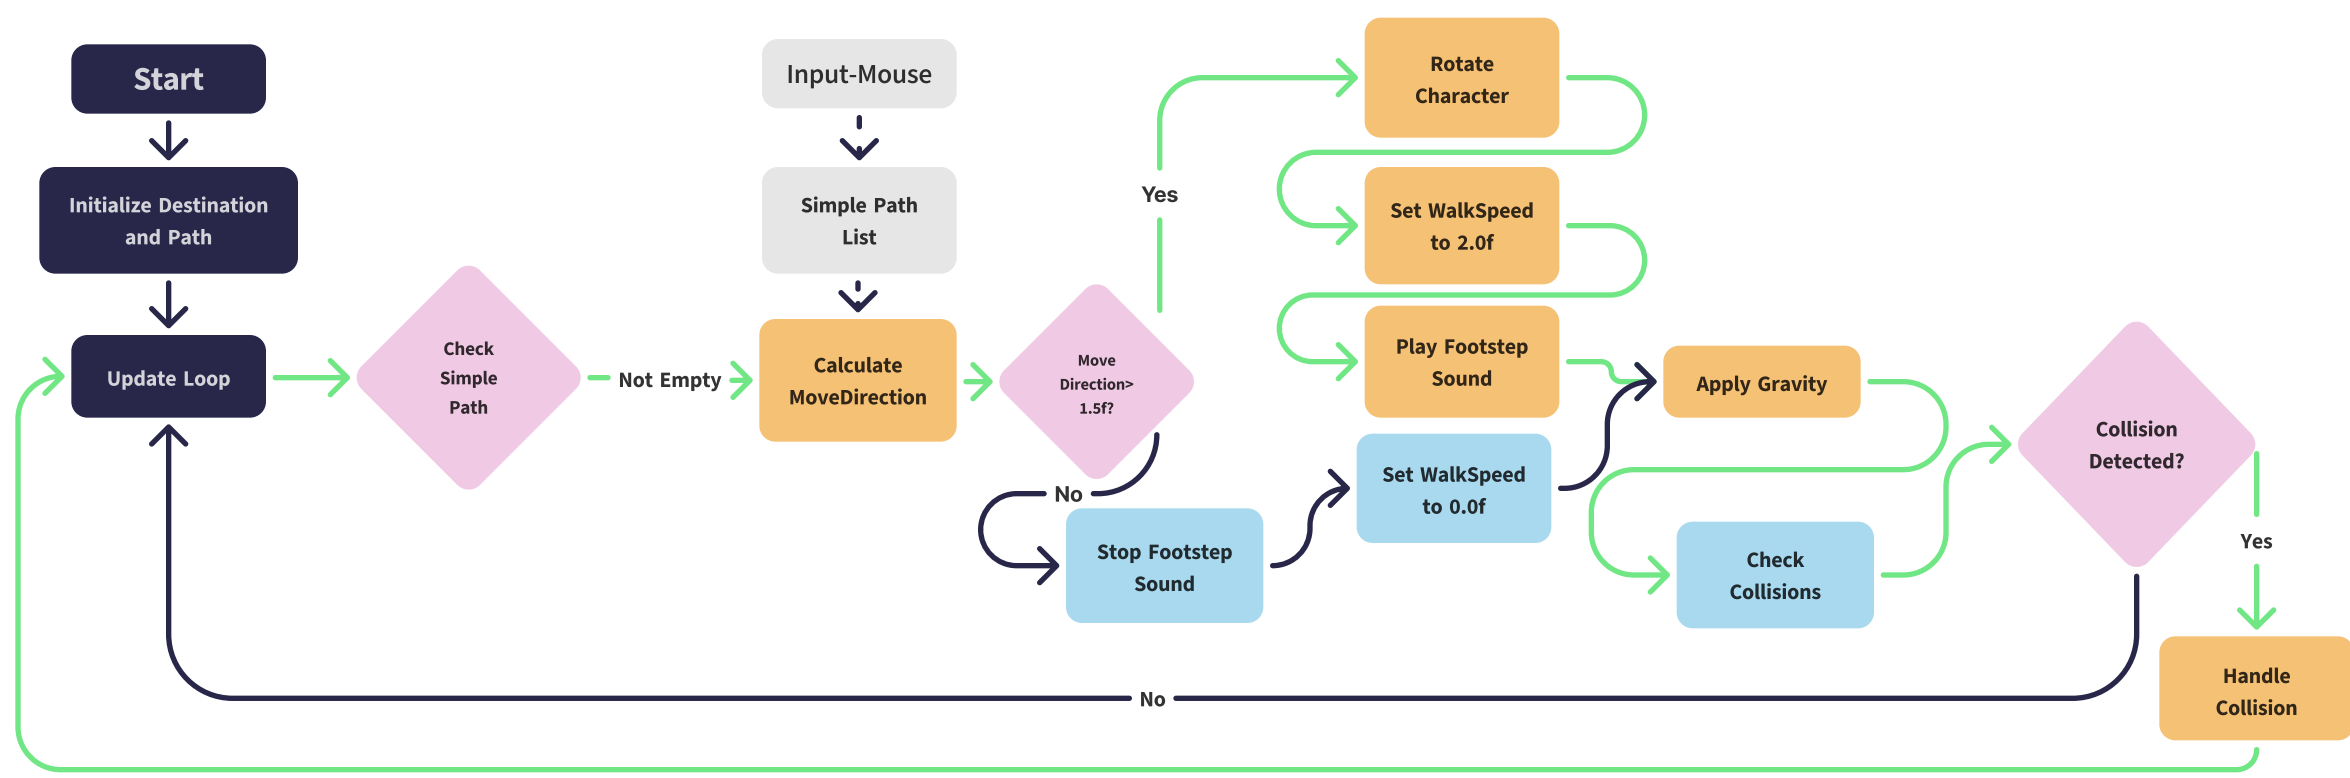 Start
Initialize Destination
and Path
Update Loop
Check
Simple
Path
Not Empty
Input-Mouse
Simple Path
List
Calculate
MoveDirection
Move
Direction>
1.5f?
Yes
No
Rotate
Character
Set WalkSpeed
to 2.0f
Play Footstep
Sound
Stop Footstep
Sound
Set WalkSpeed
to 0.0f
Apply Gravity
Check
Collisions
Collision
Detected?
Yes
Handle
Collision
No